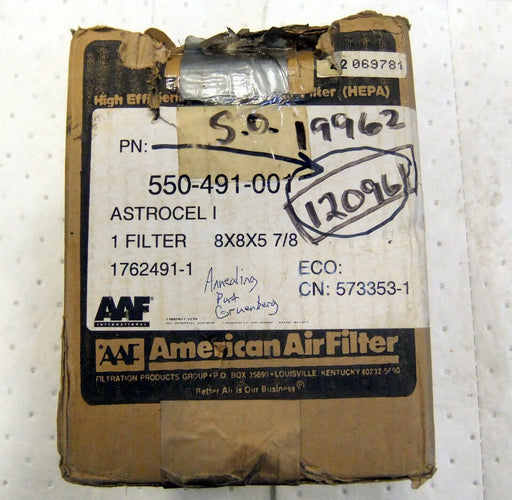 2 069781
High Efficien lter (HEPA)
S.O. 19962
PN:
550-491-001
12096
ASTROCEL I
1 FILTER 8X8X5 7/8
1762491-1
ECO:
CN: 573353-1
Annealing
Part
Gruenberg
AAF
INTERNATIONAL
AAF American Air Filter
FILTRATION PRODUCTS GROUP • P.O. BOX 35690 • LOUISVILLE, KENTUCKY 40232-5690
Better Air Is Our Business®